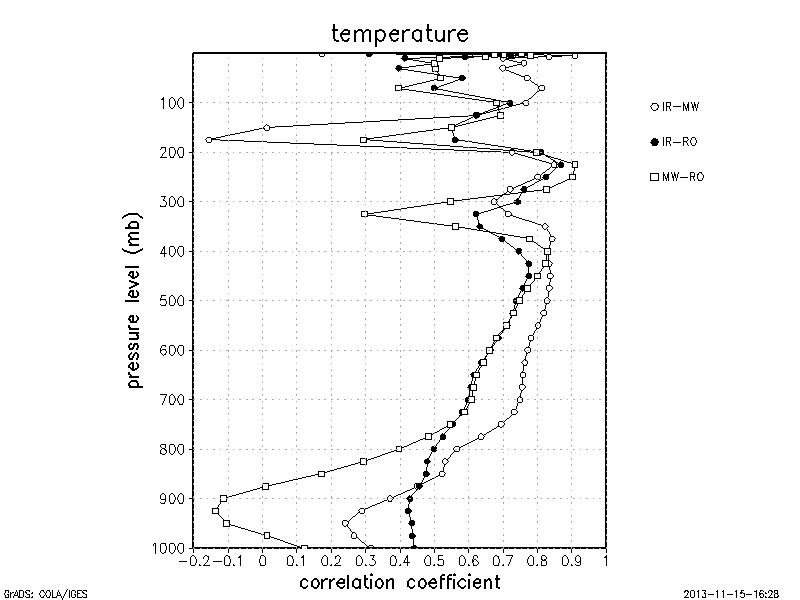 temperature
IR-MW
IR-RO
MW-RO
pressure level (mb)
100
200
300
400
500
600
700
800
900
1000
-0.2 -0.1 0 0.1 0.2 0.3 0.4 0.5 0.6 0.7 0.8 0.9 1
correlation coefficient
GrADS: COLA/IGES
2013-11-15-16:28